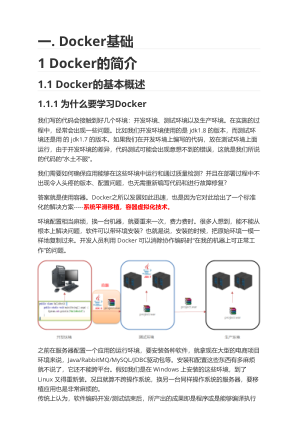 一. Docker基础
1 Docker的简介
1.1 Docker的基本概述
1.1.1 为什么要学习Docker
我们写的代码会接触到好几个环境：开发环境、测试环境以及生产环境。在实施的过
程中，经常会出现一些问题。比如我们开发环境使用的是 jdk1.8 的版本，而测试环
境还是用的 jdk1.7 的版本。如果我们在开发环境上编写的代码，放在测试环境上面
运行，由于开发环境的差异，代码测试可能会出现意想不到的错误，这就是我们所说
的代码的“水土不服”。
我们需要如何确保应用能够在这些环境中运行和通过质量检测？并且在部署过程中不
出现令人头疼的版本、配置问题，也无需重新编写代码和进行故障修复？
答案就是使用容器。Docker之所以发展如此迅速，也是因为它对此给出了一个标准
化的解决方案-----系统平滑移植，容器虚拟化技术。
环境配置相当麻烦，换一台机器，就要重来一次，费力费时。很多人想到，能不能从
根本上解决问题，软件可以带环境安装？也就是说，安装的时候，把原始环境一模一
样地复制过来。开发人员利用 Docker 可以消除协作编码时“在我的机器上可正常工
作”的问题。
问题
开发环境
测试环境
生产环境
之前在服务器配置一个应用的运行环境，要安装各种软件，就拿现在大型的电商项目
环境来说，Java/RabbitMQ/MySQL/JDBC驱动包等。安装和配置这些东西有多麻烦
就不说了，它还不能跨平台。假如我们是在 Windows 上安装的这些环境，到了
Linux 又得重新装。况且就算不跨操作系统，换另一台同样操作系统的服务器，要移
植应用也是非常麻烦的。
传统上认为，软件编码开发/测试结束后，所产出的成果即是程序或是能够编译执行